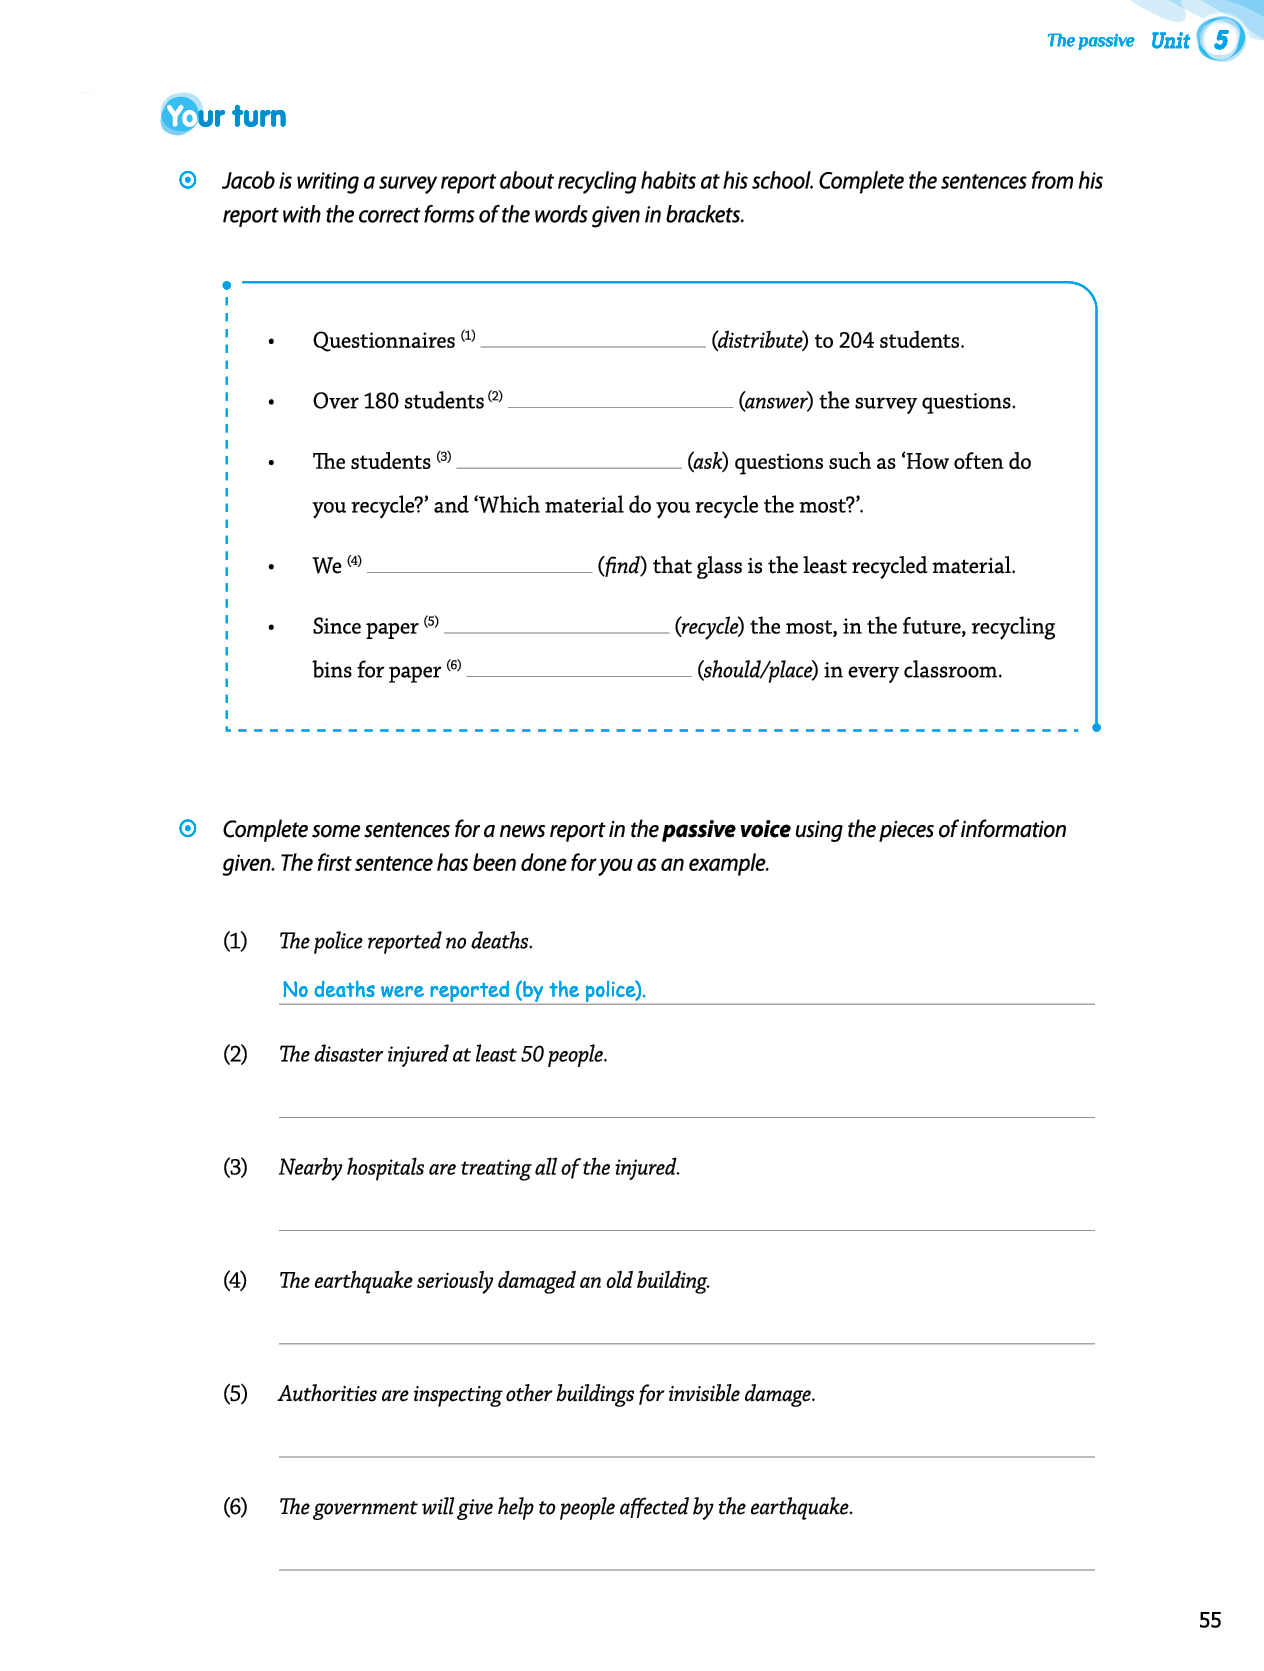 The passive Unit 5
Your turn
Jacob is writing a survey report about recycling habits at his school. Complete the sentences from his
report with the correct forms of the words given in brackets.
• Questionnaires (1) ____________________ (distribute) to 204 students.
• Over 180 students (2) ____________________ (answer) the survey questions.
• The students (3) ____________________ (ask) questions such as ‘How often do
you recycle?’ and ‘Which material do you recycle the most?’.
• We (4) ____________________ (find) that glass is the least recycled material.
• Since paper (5) ____________________ (recycle) the most, in the future, recycling
bins for paper (6) ____________________ (should/place) in every classroom.
Complete some sentences for a news report in the passive voice using the pieces of information
given. The first sentence has been done for you as an example.
(1) The police reported no deaths.
No deaths were reported (by the police).
(2) The disaster injured at least 50 people.
(3) Nearby hospitals are treating all of the injured.
(4) The earthquake seriously damaged an old building.
(5) Authorities are inspecting other buildings for invisible damage.
(6) The government will give help to people affected by the earthquake.
55